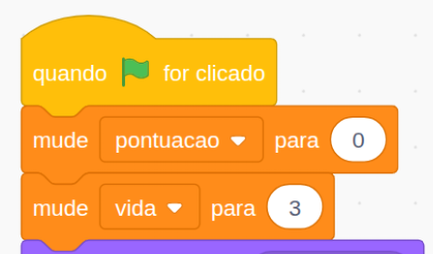 quando for clicado
mude pontuacao para 0
mude vida para 3